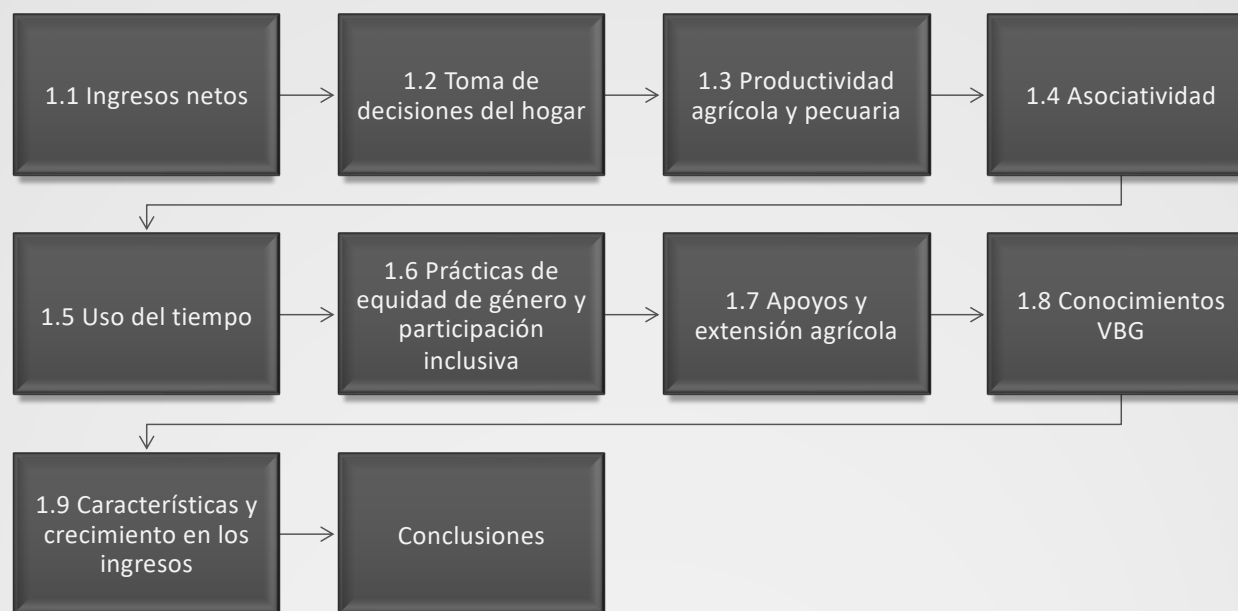 1.1 Ingresos netos
1.2 Toma de
decisiones del hogar
1.3 Productividad
agrícola y pecuaria
1.4 Asociatividad
1.5 Uso del tiempo
1.6 Prácticas de
equidad de género y
participación
inclusiva
1.7 Apoyos y
extensión agrícola
1.8 Conocimientos
VBG
1.9 Características y
crecimiento en los
ingresos
Conclusiones